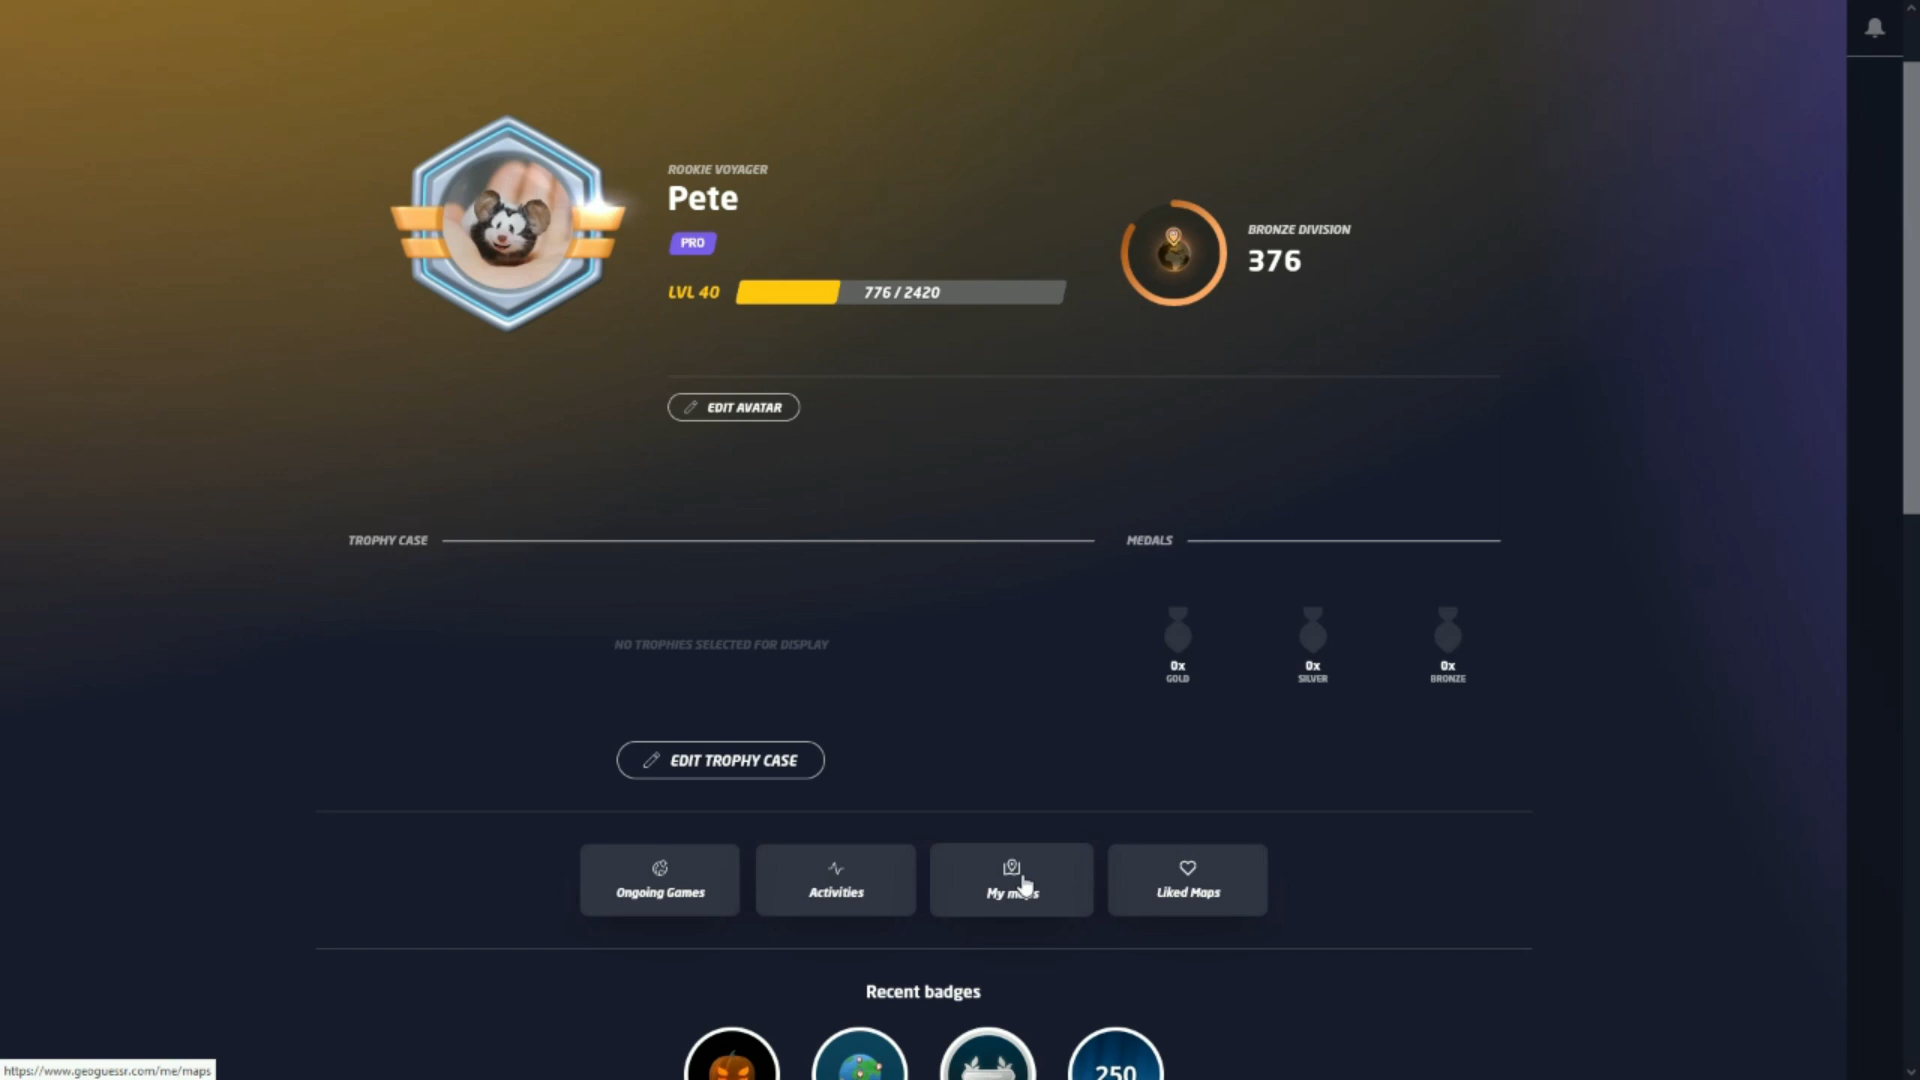 ROOKIE VOYAGER
Pete
PRO
LVL 40
776 / 2420
BRONZE DIVISION
376
EDIT AVATAR
TROPHY CASE
MEDALS
NO TROPHIES SELECTED FOR DISPLAY
0x
GOLD
0x
SILVER
0x
BRONZE
EDIT TROPHY CASE
Ongoing Games
Activities
My maps
Liked Maps
Recent badges
250
https://www.geoguessr.com/me/maps